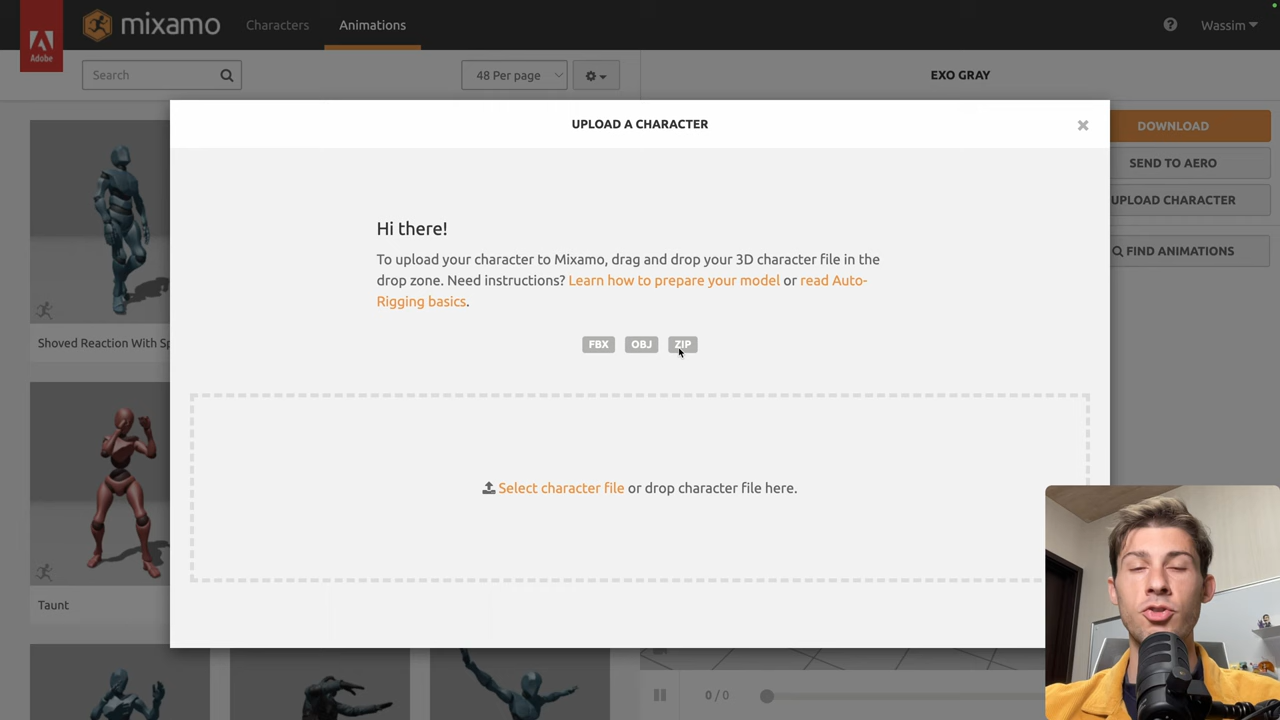 Adobe
mixamo
Characters
Animations
Wassim
Search
48 Per page
EXO GRAY
UPLOAD A CHARACTER
DOWNLOAD
SEND TO AERO
UPLOAD CHARACTER
FIND ANIMATIONS
Hi there!
To upload your character to Mixamo, drag and drop your 3D character file in the
drop zone. Need instructions? Learn how to prepare your model or read Auto-
Rigging basics.
FBX OBJ ZIP
Shoved Reaction With Sp
Select character file or drop character file here.
Taunt
0 / 0